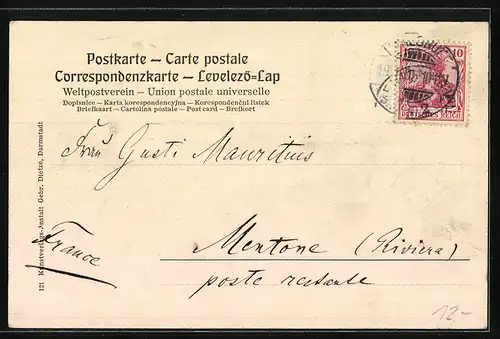 Postkarte — Carte postale
Correspondenzkarte — Levelező=Lap
Weltpostverein — Union postale universelle
Dopisnice — Karta korespondencyjna — Korespondenční lístek
Briefkaart — Cartolina postale — Post card — Brefkort
10
DEUTSCHES REICH
Frau Gusti Mauritius
France
Mentone (Riviera)
poste restante
121 Kunstverlags-Anstalt Gebr. Dietze, Darmstadt
12.-